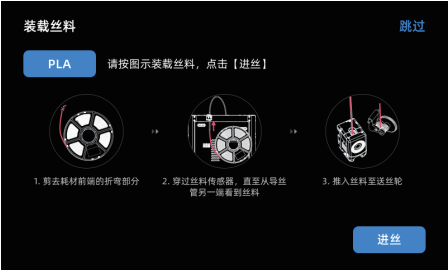 装载丝料
跳过
PLA
请按图示装载丝料，点击【进丝】
1. 剪去耗材前端的折弯部分
2. 穿过丝料传感器，直至从导丝
管另一端看到丝料
3. 推入丝料至送丝轮
进丝